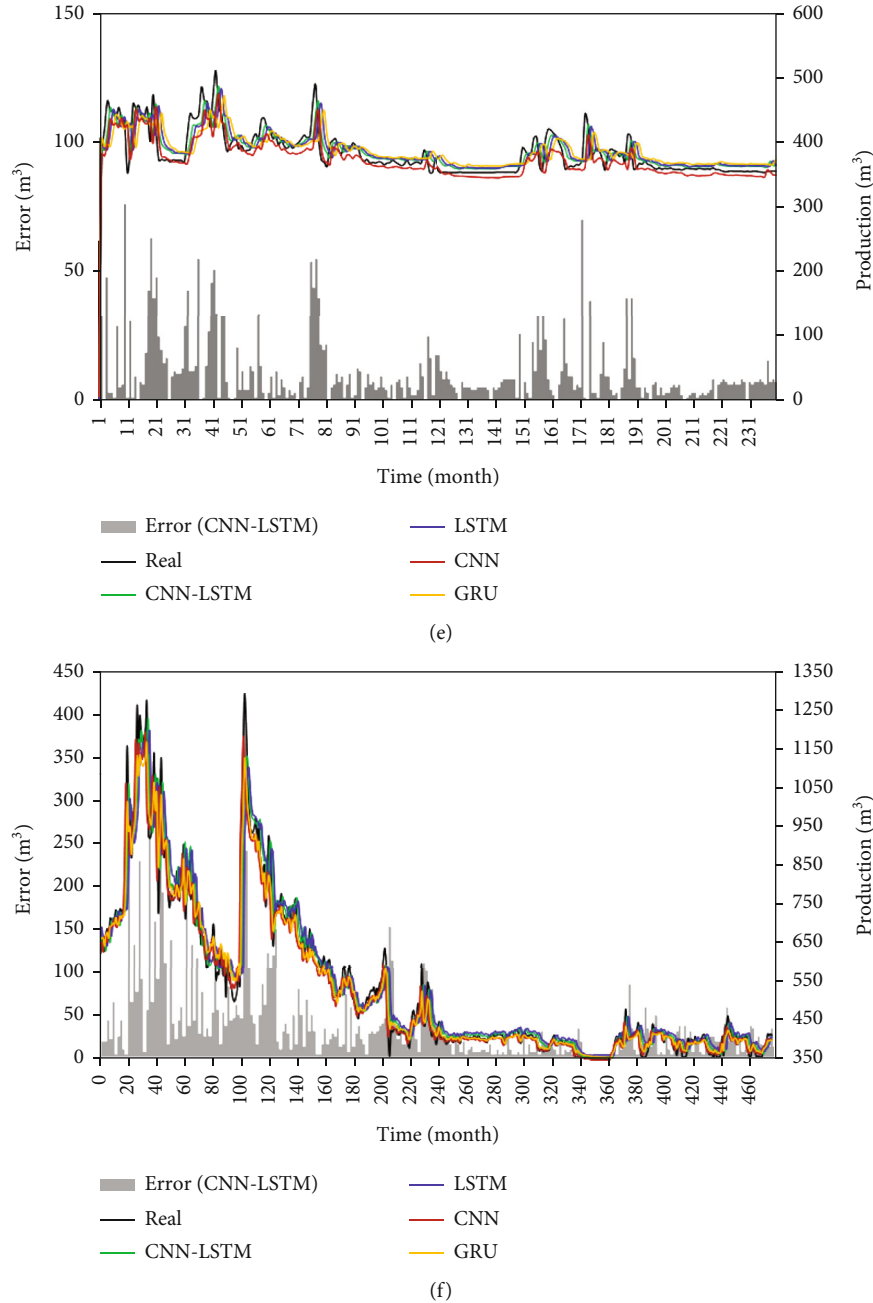 150
100
50
0
Error (m³)
600
500
400
300
200
100
0
Production (m³)
1 11 21 31 41 51 61 71 81 91 101 111 121 131 141 151 161 171 181 191 201 211 221 231
Time (month)
Error (CNN-LSTM)
Real
CNN-LSTM
LSTM
CNN
GRU
(e)
450
400
350
300
250
200
150
100
50
0
Error (m³)
1350
1250
1150
1050
950
850
750
650
550
450
350
Production (m³)
0 20 40 60 80 100 120 140 160 180 200 220 240 260 280 300 320 340 360 380 400 420 440 460
Time (month)
Error (CNN-LSTM)
Real
CNN-LSTM
LSTM
CNN
GRU
(f)